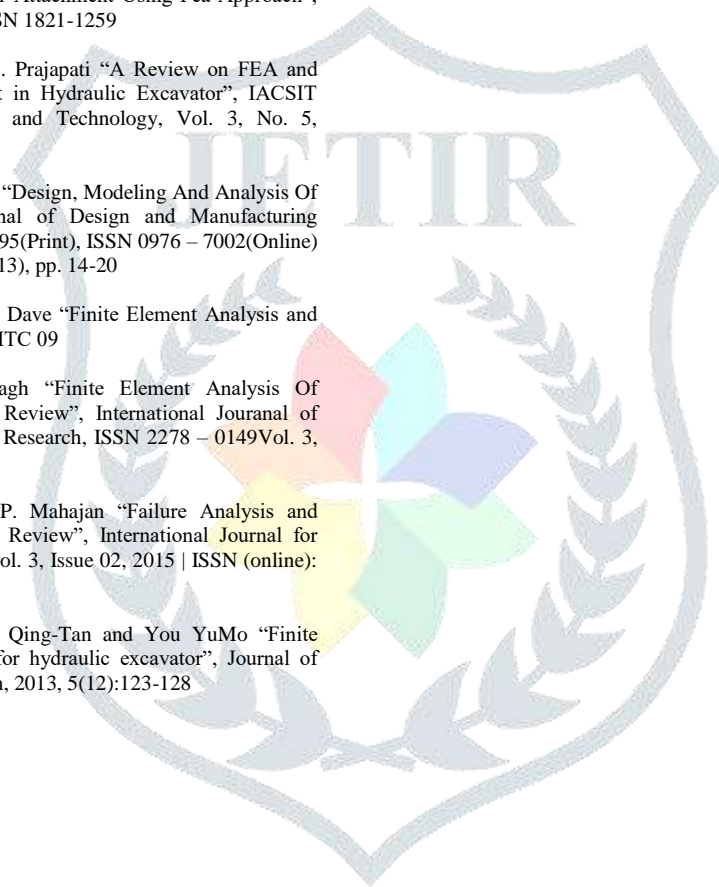 Attachment Using Fea Approach",
SN 1821-1259
. Prajapati “A Review on FEA and
t in Hydraulic Excavator”, IACSIT
and Technology, Vol. 3, No. 5,
“Design, Modeling And Analysis Of
nal of Design and Manufacturing
95(Print), ISSN 0976 – 7002(Online)
13), pp. 14-20
Dave “Finite Element Analysis and
ITC 09
agh “Finite Element Analysis Of
Review”, International Jouranal of
Research, ISSN 2278 – 0149Vol. 3,
P. Mahajan “Failure Analysis and
Review”, International Journal for
ol. 3, Issue 02, 2015 | ISSN (online):
Qing-Tan and You YuMo “Finite
for hydraulic excavator”, Journal of
h, 2013, 5(12):123-128
JETIR